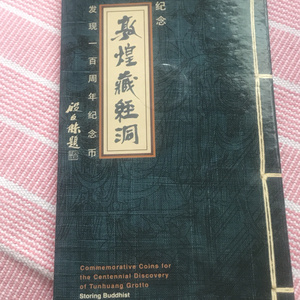 纪念
敦煌藏经洞
发现一百周年纪念币
段文杰题
Commemorative Coins for
the Centennial Discovery
of Tunhuang Grotto
Storing Buddhist